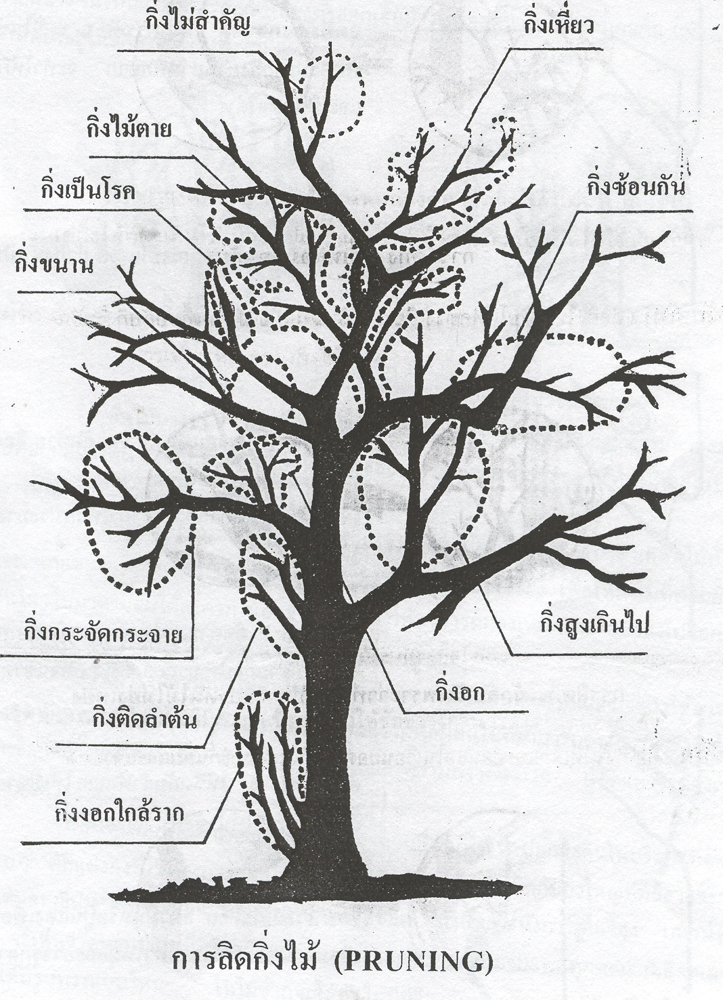 กิ่งไม่สำคัญ
กิ่งเหี่ยว
กิ่งไม้ตาย
กิ่งเป็นโรค
กิ่งซ้อนกัน
กิ่งขนาน
กิ่งกระจัดกระจาย
กิ่งสูงเกินไป
กิ่งอก
กิ่งติดลำต้น
กิ่งงอกใกล้ราก
การลิดกิ่งไม้ (PRUNING)